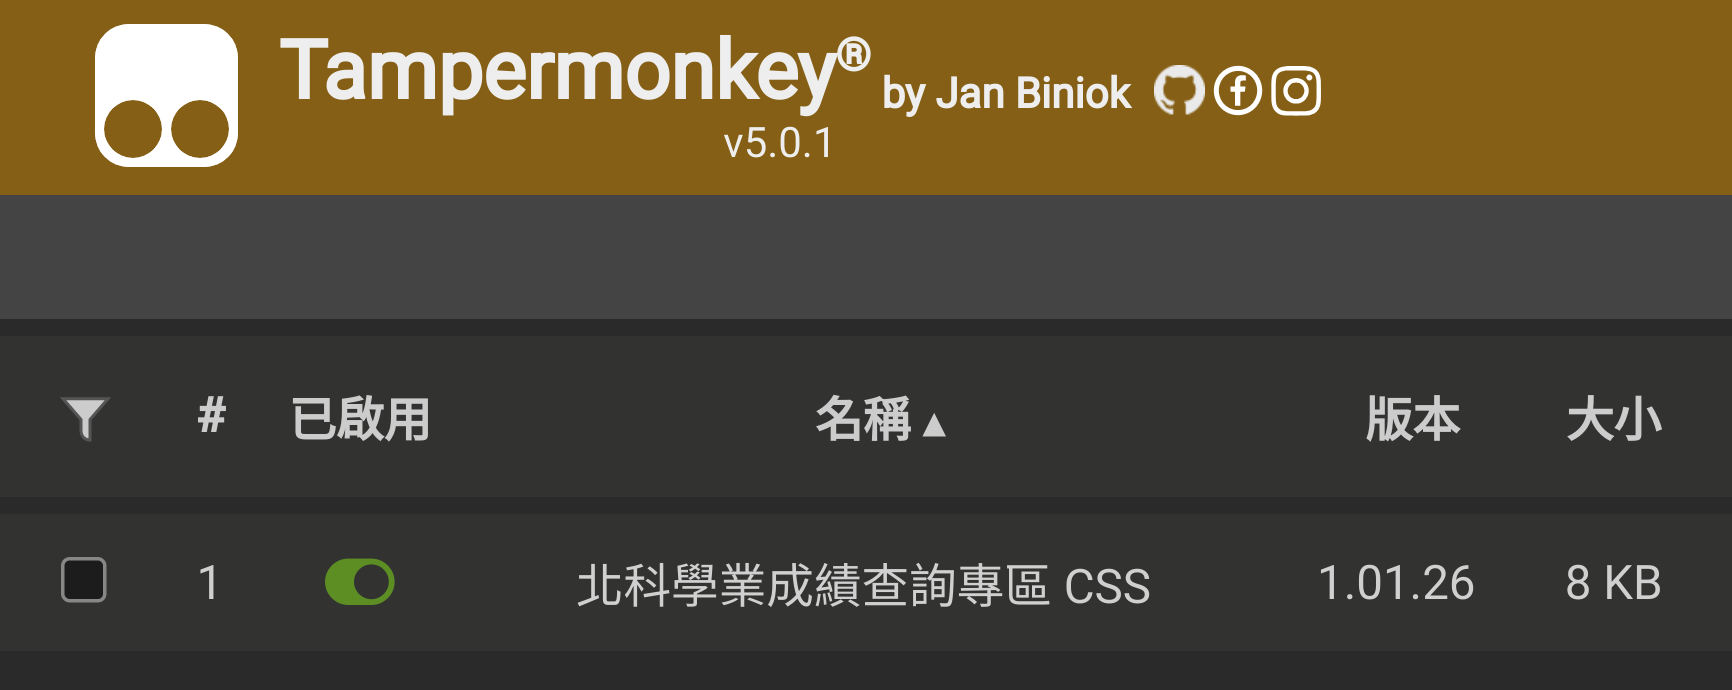 Tampermonkey® by Jan Biniok
v5.0.1
# 已啟用 名稱 ▲ 版本 大小
1 北科學業成績查詢專區 CSS 1.01.26 8 KB